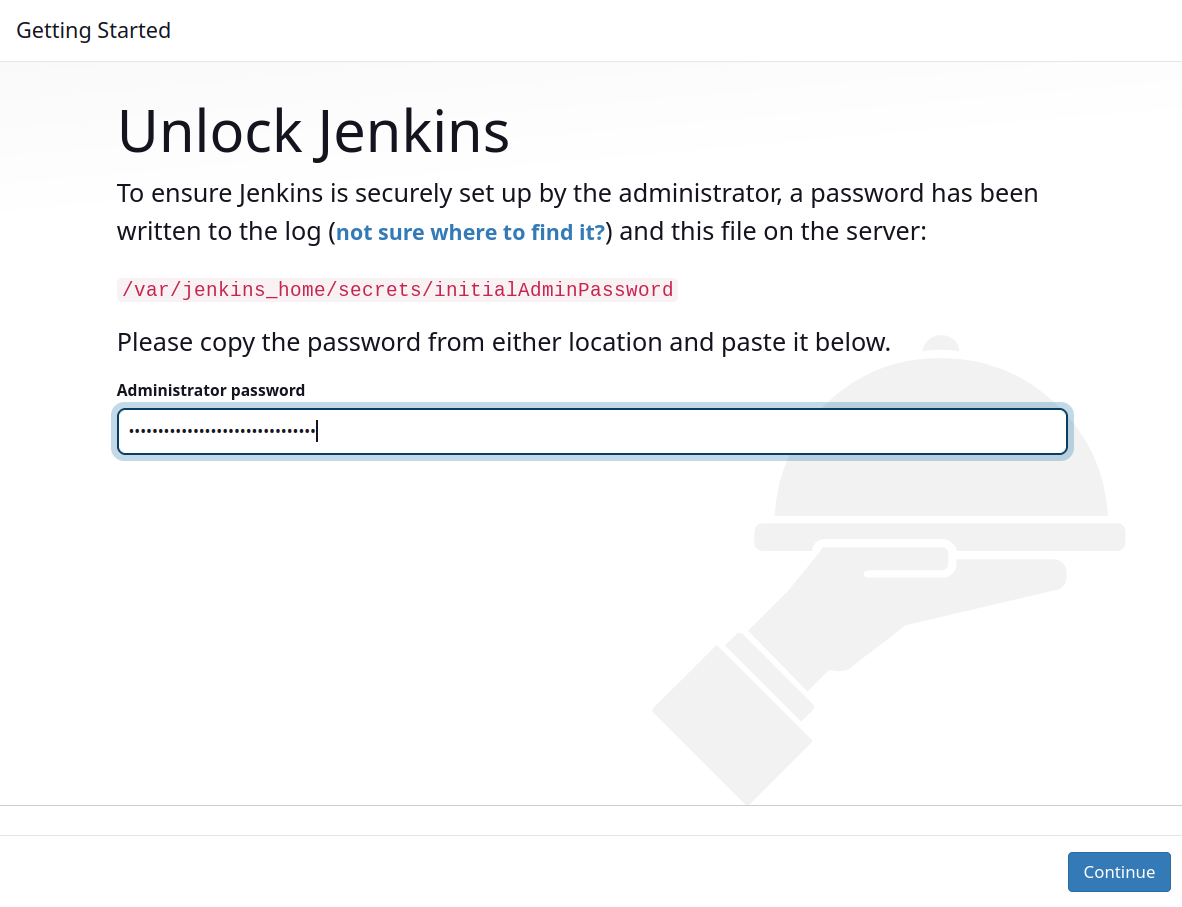 Getting Started
Unlock Jenkins
To ensure Jenkins is securely set up by the administrator, a password has been
written to the log (not sure where to find it?) and this file on the server:
/var/jenkins_home/secrets/initialAdminPassword
Please copy the password from either location and paste it below.
Administrator password
••••••••••••••••••••••••••••••••
Continue